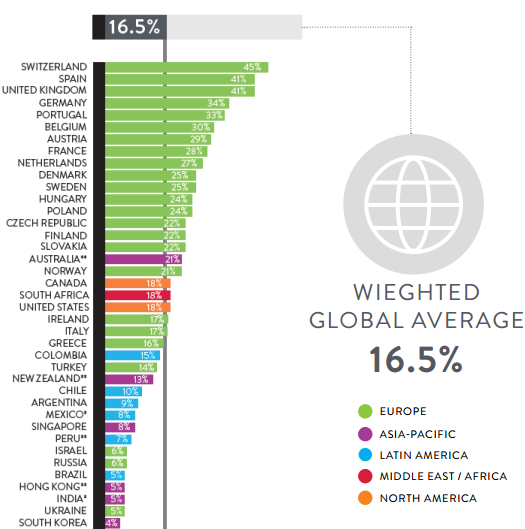 16.5%
SWITZERLAND 45%
SPAIN 41%
UNITED KINGDOM 41%
GERMANY 34%
PORTUGAL 33%
BELGIUM 30%
AUSTRIA 29%
FRANCE 28%
NETHERLANDS 27%
DENMARK 25%
SWEDEN 25%
HUNGARY 24%
POLAND 24%
CZECH REPUBLIC 22%
FINLAND 22%
SLOVAKIA 22%
AUSTRALIA** 21%
NORWAY 21%
CANADA 18%
SOUTH AFRICA 18%
UNITED STATES 18%
IRELAND 17%
ITALY 17%
GREECE 16%
COLOMBIA 15%
TURKEY 14%
NEW ZEALAND** 13%
CHILE 10%
ARGENTINA 9%
MEXICO* 8%
SINGAPORE 8%
PERU** 7%
ISRAEL 6%
RUSSIA 6%
BRAZIL 5%
HONG KONG** 5%
INDIA* 5%
UKRAINE 5%
SOUTH KOREA 4%
WIEGHTED
GLOBAL AVERAGE
16.5%
EUROPE
ASIA-PACIFIC
LATIN AMERICA
MIDDLE EAST / AFRICA
NORTH AMERICA